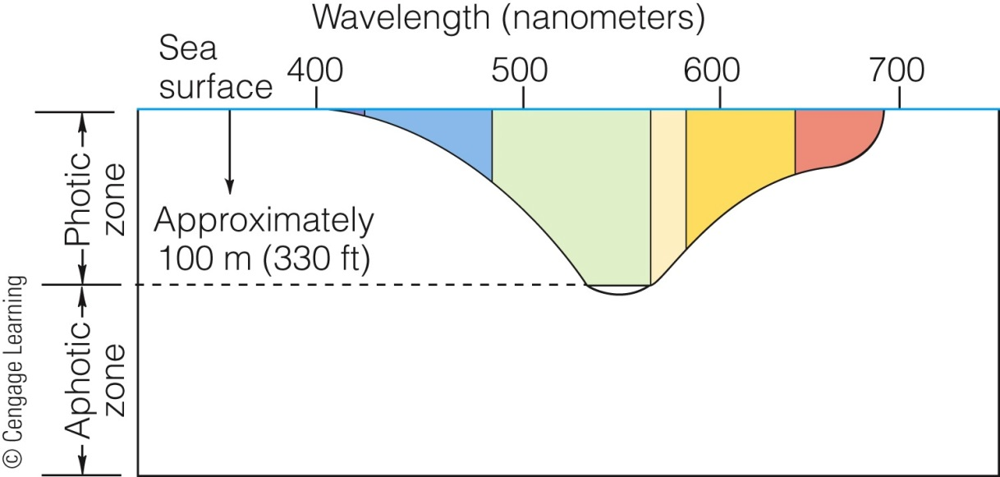 Wavelength (nanometers)
Sea
surface
400
500
600
700
Photic
zone
Approximately
100 m (330 ft)
Aphotic
zone
© Cengage Learning